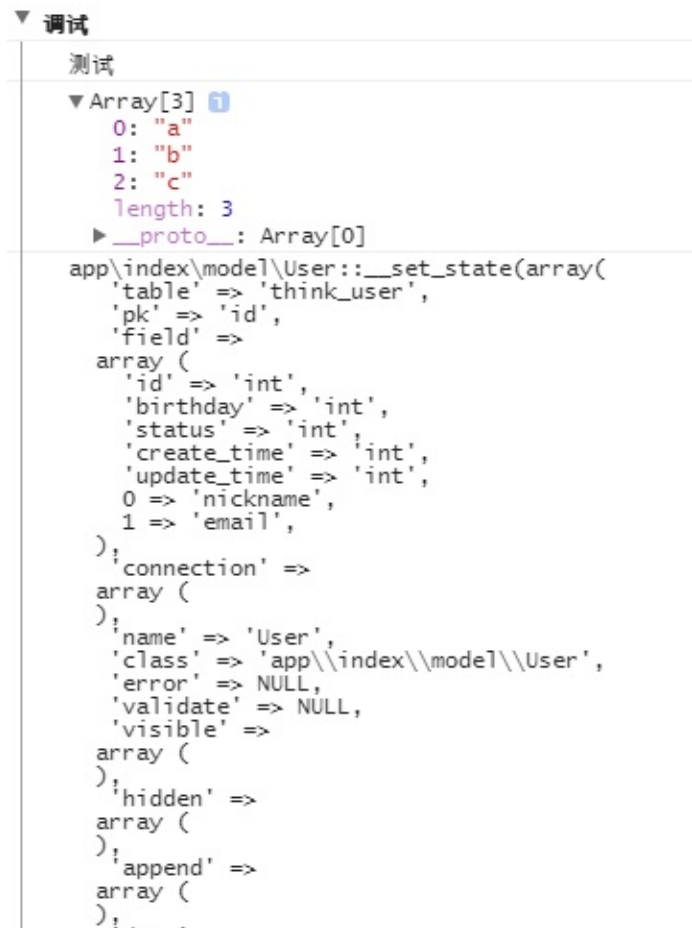 ▼ 调试
测试
▼ Array[3] i
0: "a"
1: "b"
2: "c"
length: 3
▶ __proto__: Array[0]
app\index\model\User::__set_state(array(
'table' => 'think_user',
'pk' => 'id',
'field' =>
array (
'id' => 'int',
'birthday' => 'int',
'status' => 'int',
'create_time' => 'int',
'update_time' => 'int',
0 => 'nickname',
1 => 'email',
),
'connection' =>
array (
),
'name' => 'User',
'class' => 'app\\index\\model\\User',
'error' => NULL,
'validate' => NULL,
'visible' =>
array (
),
'hidden' =>
array (
),
'append' =>
array (
),